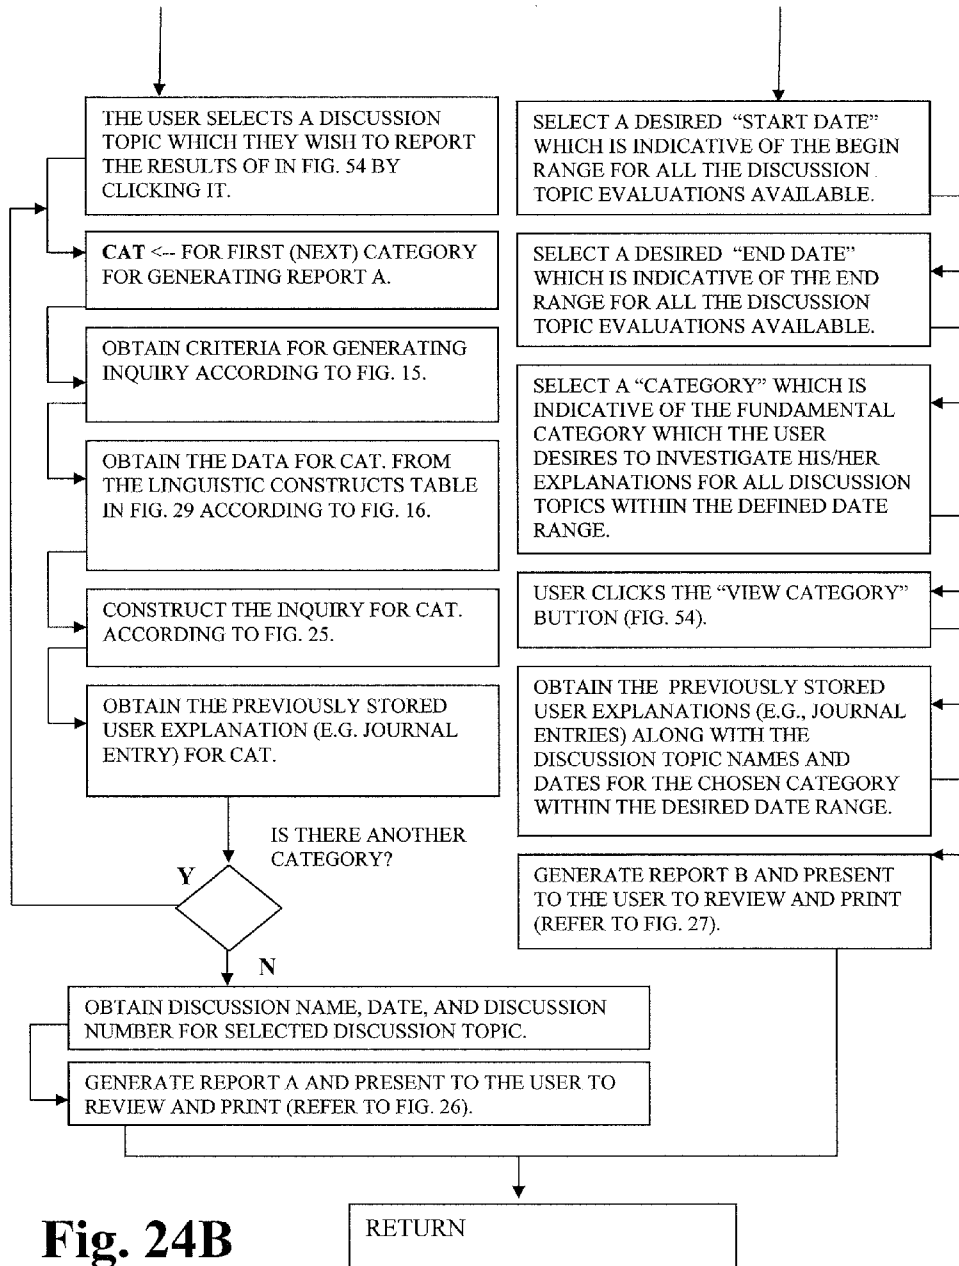 THE USER SELECTS A DISCUSSION
TOPIC WHICH THEY WISH TO REPORT
THE RESULTS OF IN FIG. 54 BY
CLICKING IT.
CAT <-- FOR FIRST (NEXT) CATEGORY
FOR GENERATING REPORT A.
OBTAIN CRITERIA FOR GENERATING
INQUIRY ACCORDING TO FIG. 15.
OBTAIN THE DATA FOR CAT. FROM
THE LINGUISTIC CONSTRUCTS TABLE
IN FIG. 29 ACCORDING TO FIG. 16.
CONSTRUCT THE INQUIRY FOR CAT.
ACCORDING TO FIG. 25.
OBTAIN THE PREVIOUSLY STORED
USER EXPLANATION (E.G. JOURNAL
ENTRY) FOR CAT.
IS THERE ANOTHER
CATEGORY?
Y
N
OBTAIN DISCUSSION NAME, DATE, AND DISCUSSION
NUMBER FOR SELECTED DISCUSSION TOPIC.
GENERATE REPORT A AND PRESENT TO THE USER TO
REVIEW AND PRINT (REFER TO FIG. 26).
SELECT A DESIRED “START DATE”
WHICH IS INDICATIVE OF THE BEGIN
RANGE FOR ALL THE DISCUSSION
TOPIC EVALUATIONS AVAILABLE.
SELECT A DESIRED “END DATE”
WHICH IS INDICATIVE OF THE END
RANGE FOR ALL THE DISCUSSION
TOPIC EVALUATIONS AVAILABLE.
SELECT A “CATEGORY” WHICH IS
INDICATIVE OF THE FUNDAMENTAL
CATEGORY WHICH THE USER
DESIRES TO INVESTIGATE HIS/HER
EXPLANATIONS FOR ALL DISCUSSION
TOPICS WITHIN THE DEFINED DATE
RANGE.
USER CLICKS THE “VIEW CATEGORY”
BUTTON (FIG. 54).
OBTAIN THE PREVIOUSLY STORED
USER EXPLANATIONS (E.G., JOURNAL
ENTRIES) ALONG WITH THE
DISCUSSION TOPIC NAMES AND
DATES FOR THE CHOSEN CATEGORY
WITHIN THE DESIRED DATE RANGE.
GENERATE REPORT B AND PRESENT
TO THE USER TO REVIEW AND PRINT
(REFER TO FIG. 27).
RETURN
Fig. 24B